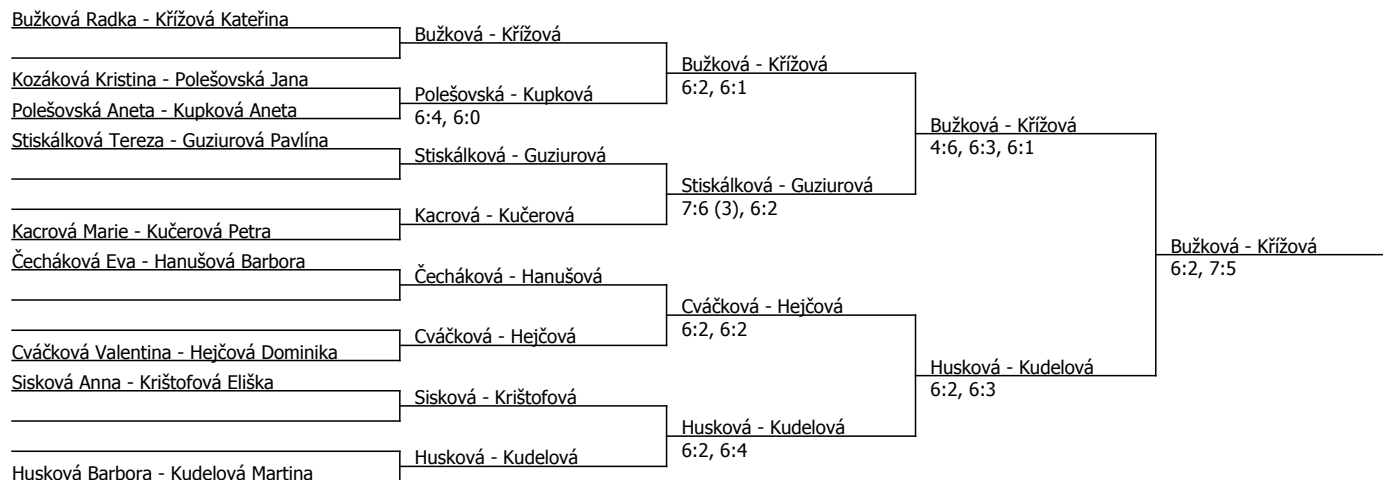 Bužková Radka - Křížová Kateřina
Kozáková Kristina - Polešovská Jana
Polešovská Aneta - Kupková Aneta
Stiskálková Tereza - Guziurová Pavlína
Kacrová Marie - Kučerová Petra
Čecháková Eva - Hanušová Barbora
Cváčková Valentina - Hejčová Dominika
Sisková Anna - Krištofová Eliška
Husková Barbora - Kudelová Martina
Bužková - Křížová
Polešovská - Kupková
6:4, 6:0
Stiskálková - Guziurová
Kacrová - Kučerová
Čecháková - Hanušová
Cváčková - Hejčová
Sisková - Krištofová
Husková - Kudelová
Bužková - Křížová
6:2, 6:1
Stiskálková - Guziurová
7:6 (3), 6:2
Cváčková - Hejčová
6:2, 6:2
Husková - Kudelová
6:2, 6:4
Bužková - Křížová
4:6, 6:3, 6:1
Husková - Kudelová
6:2, 6:3
Bužková - Křížová
6:2, 7:5